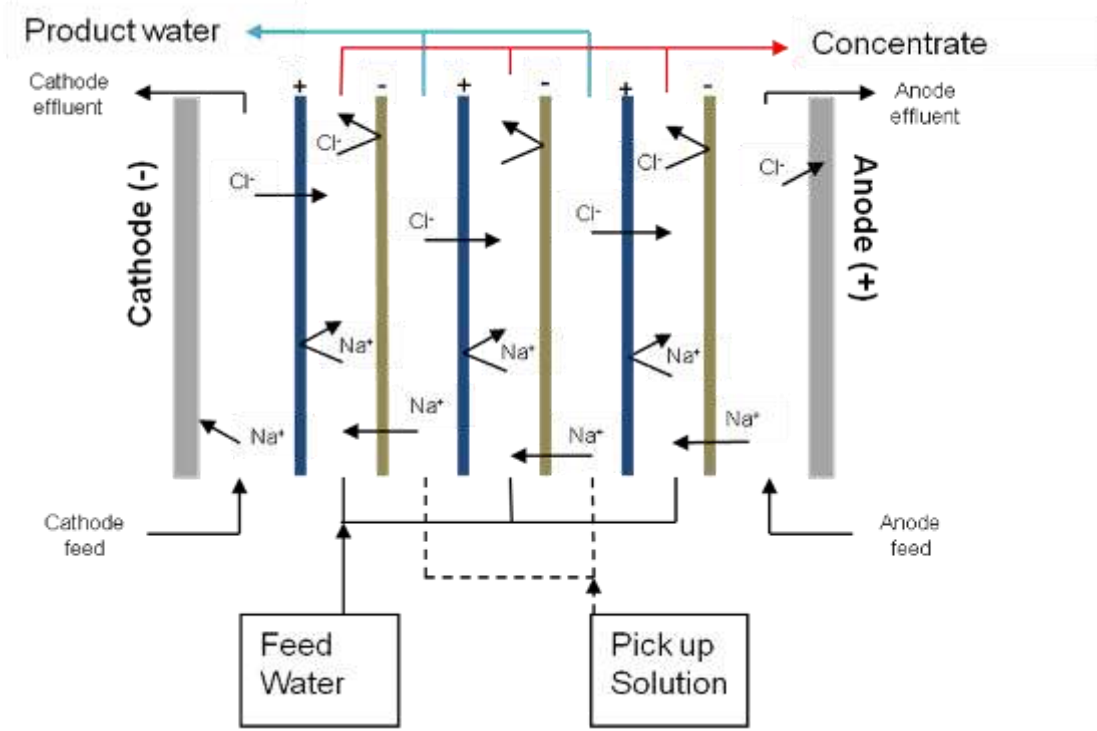 Product water
Concentrate
Cathode
effluent
Anode
effluent
+
-
+
-
+
-
Cl-
Cl-
Cl-
Cl-
Cl-
Cl-
Cathode (-)
Anode (+)
Na+
Na+
Na+
Na+
Na+
Na+
Na+
Cathode
feed
Anode
feed
Feed
Water
Pick up
Solution